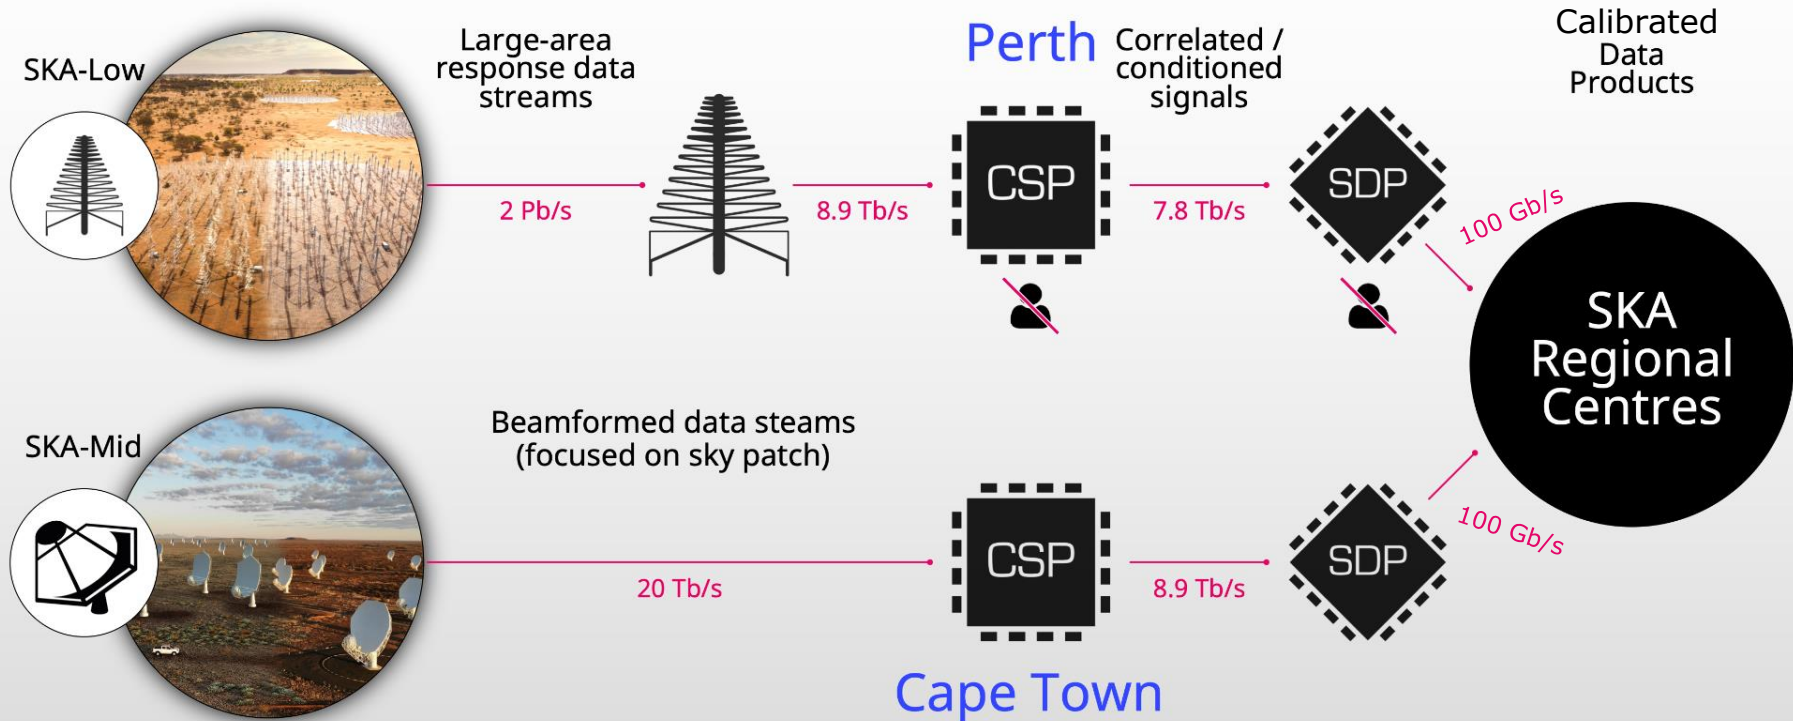 SKA-Low
Large-area
response data
streams
2 Pb/s
8.9 Tb/s
Perth
CSP
Correlated /
conditioned
signals
7.8 Tb/s
SDP
Calibrated
Data
Products
100 Gb/s
SKA
Regional
Centres
SKA-Mid
Beamformed data steams
(focused on sky patch)
20 Tb/s
CSP
8.9 Tb/s
SDP
100 Gb/s
Cape Town